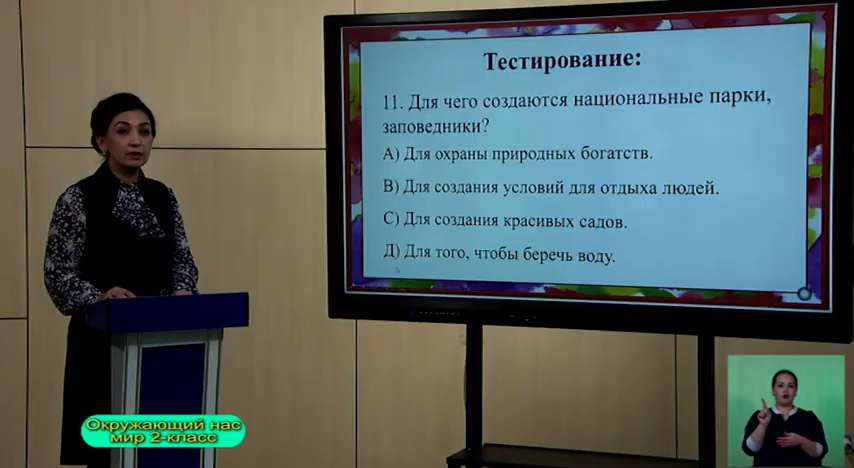 Тестирование:
11. Для чего создаются национальные парки,
заповедники?
А) Для охраны природных богатств.
В) Для создания условий для отдыха людей.
С) Для создания красивых садов.
Д) Для того, чтобы беречь воду.
Окружающий нас
мир 2-класс